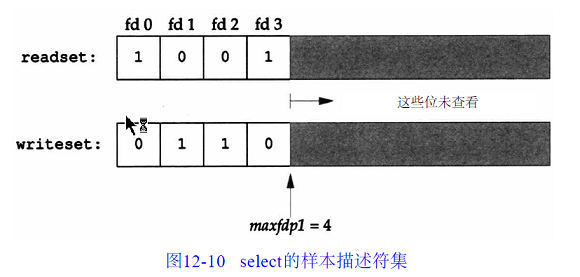 fd 0 fd 1 fd 2 fd 3
readset: 1 0 0 1
这些位未查看
writeset: 0 1 1 0
maxfdp1 = 4
图12-10 select的样本描述符集